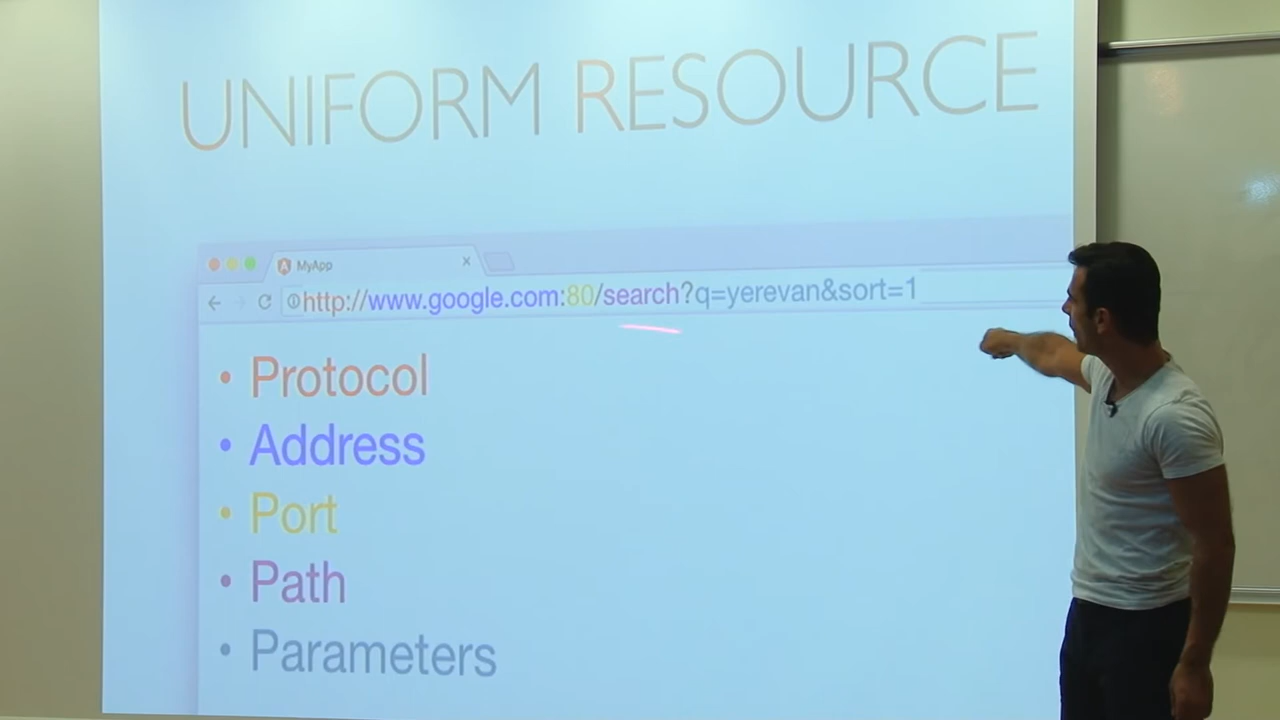 UNIFORM RESOURCE
MyApp
http://www.google.com:80/search?q=yerevan&sort=1
• Protocol
• Address
• Port
• Path
• Parameters